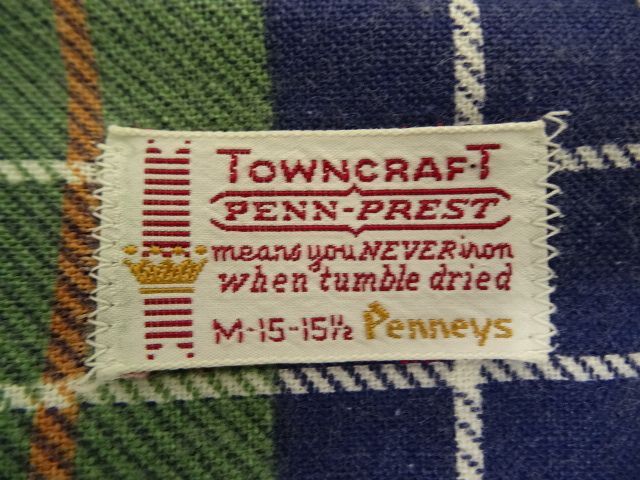 TOWNCRAFT
PENN-PREST
means you NEVER iron
when tumble dried
M-15-15½ Penneys